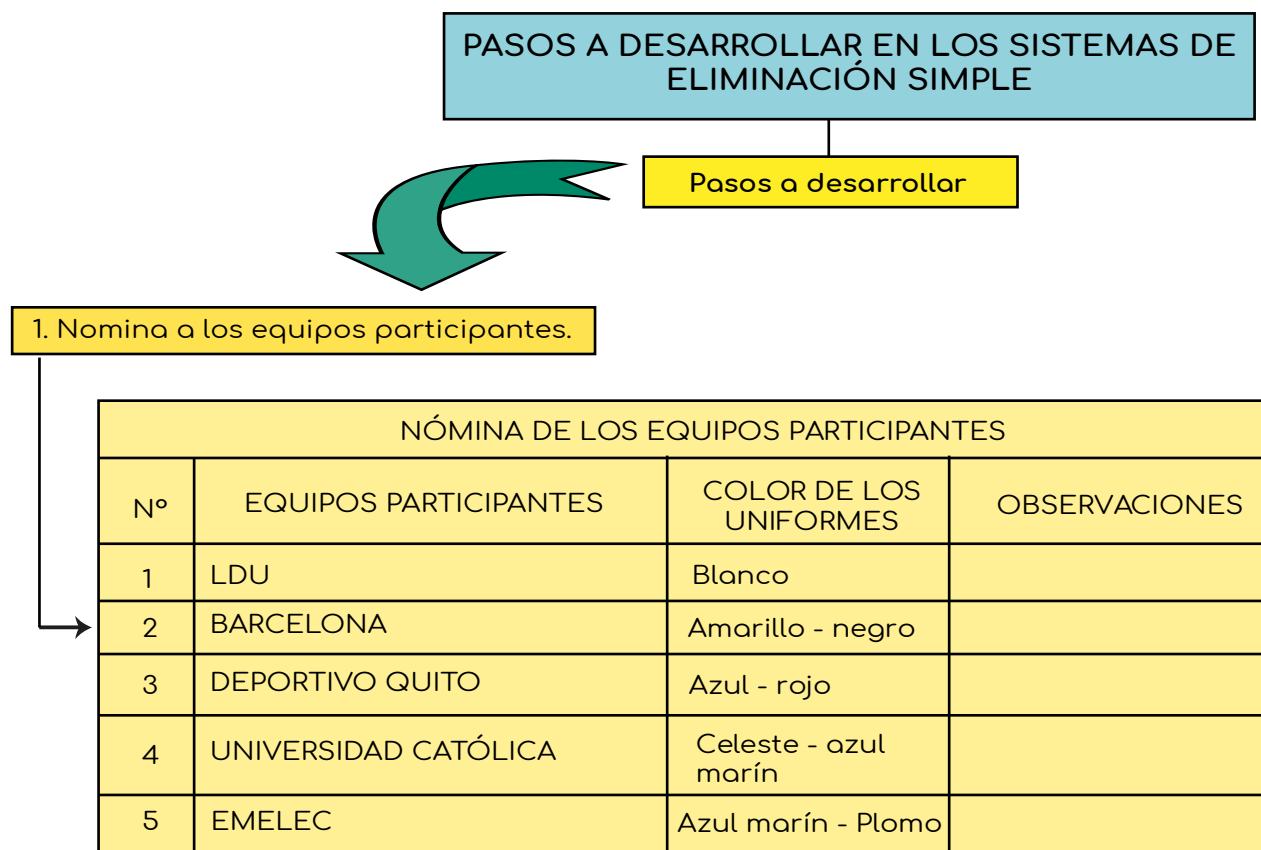 PASOS A DESARROLLAR EN LOS SISTEMAS DE
ELIMINACIÓN SIMPLE
Pasos a desarrollar
1. Nomina a los equipos participantes.
NÓMINA DE LOS EQUIPOS PARTICIPANTES
Nº EQUIPOS PARTICIPANTES COLOR DE LOS
UNIFORMES OBSERVACIONES
1 LDU Blanco
2 BARCELONA Amarillo - negro
3 DEPORTIVO QUITO Azul - rojo
4 UNIVERSIDAD CATÓLICA Celeste - azul
marín
5 EMELEC Azul marín - Plomo